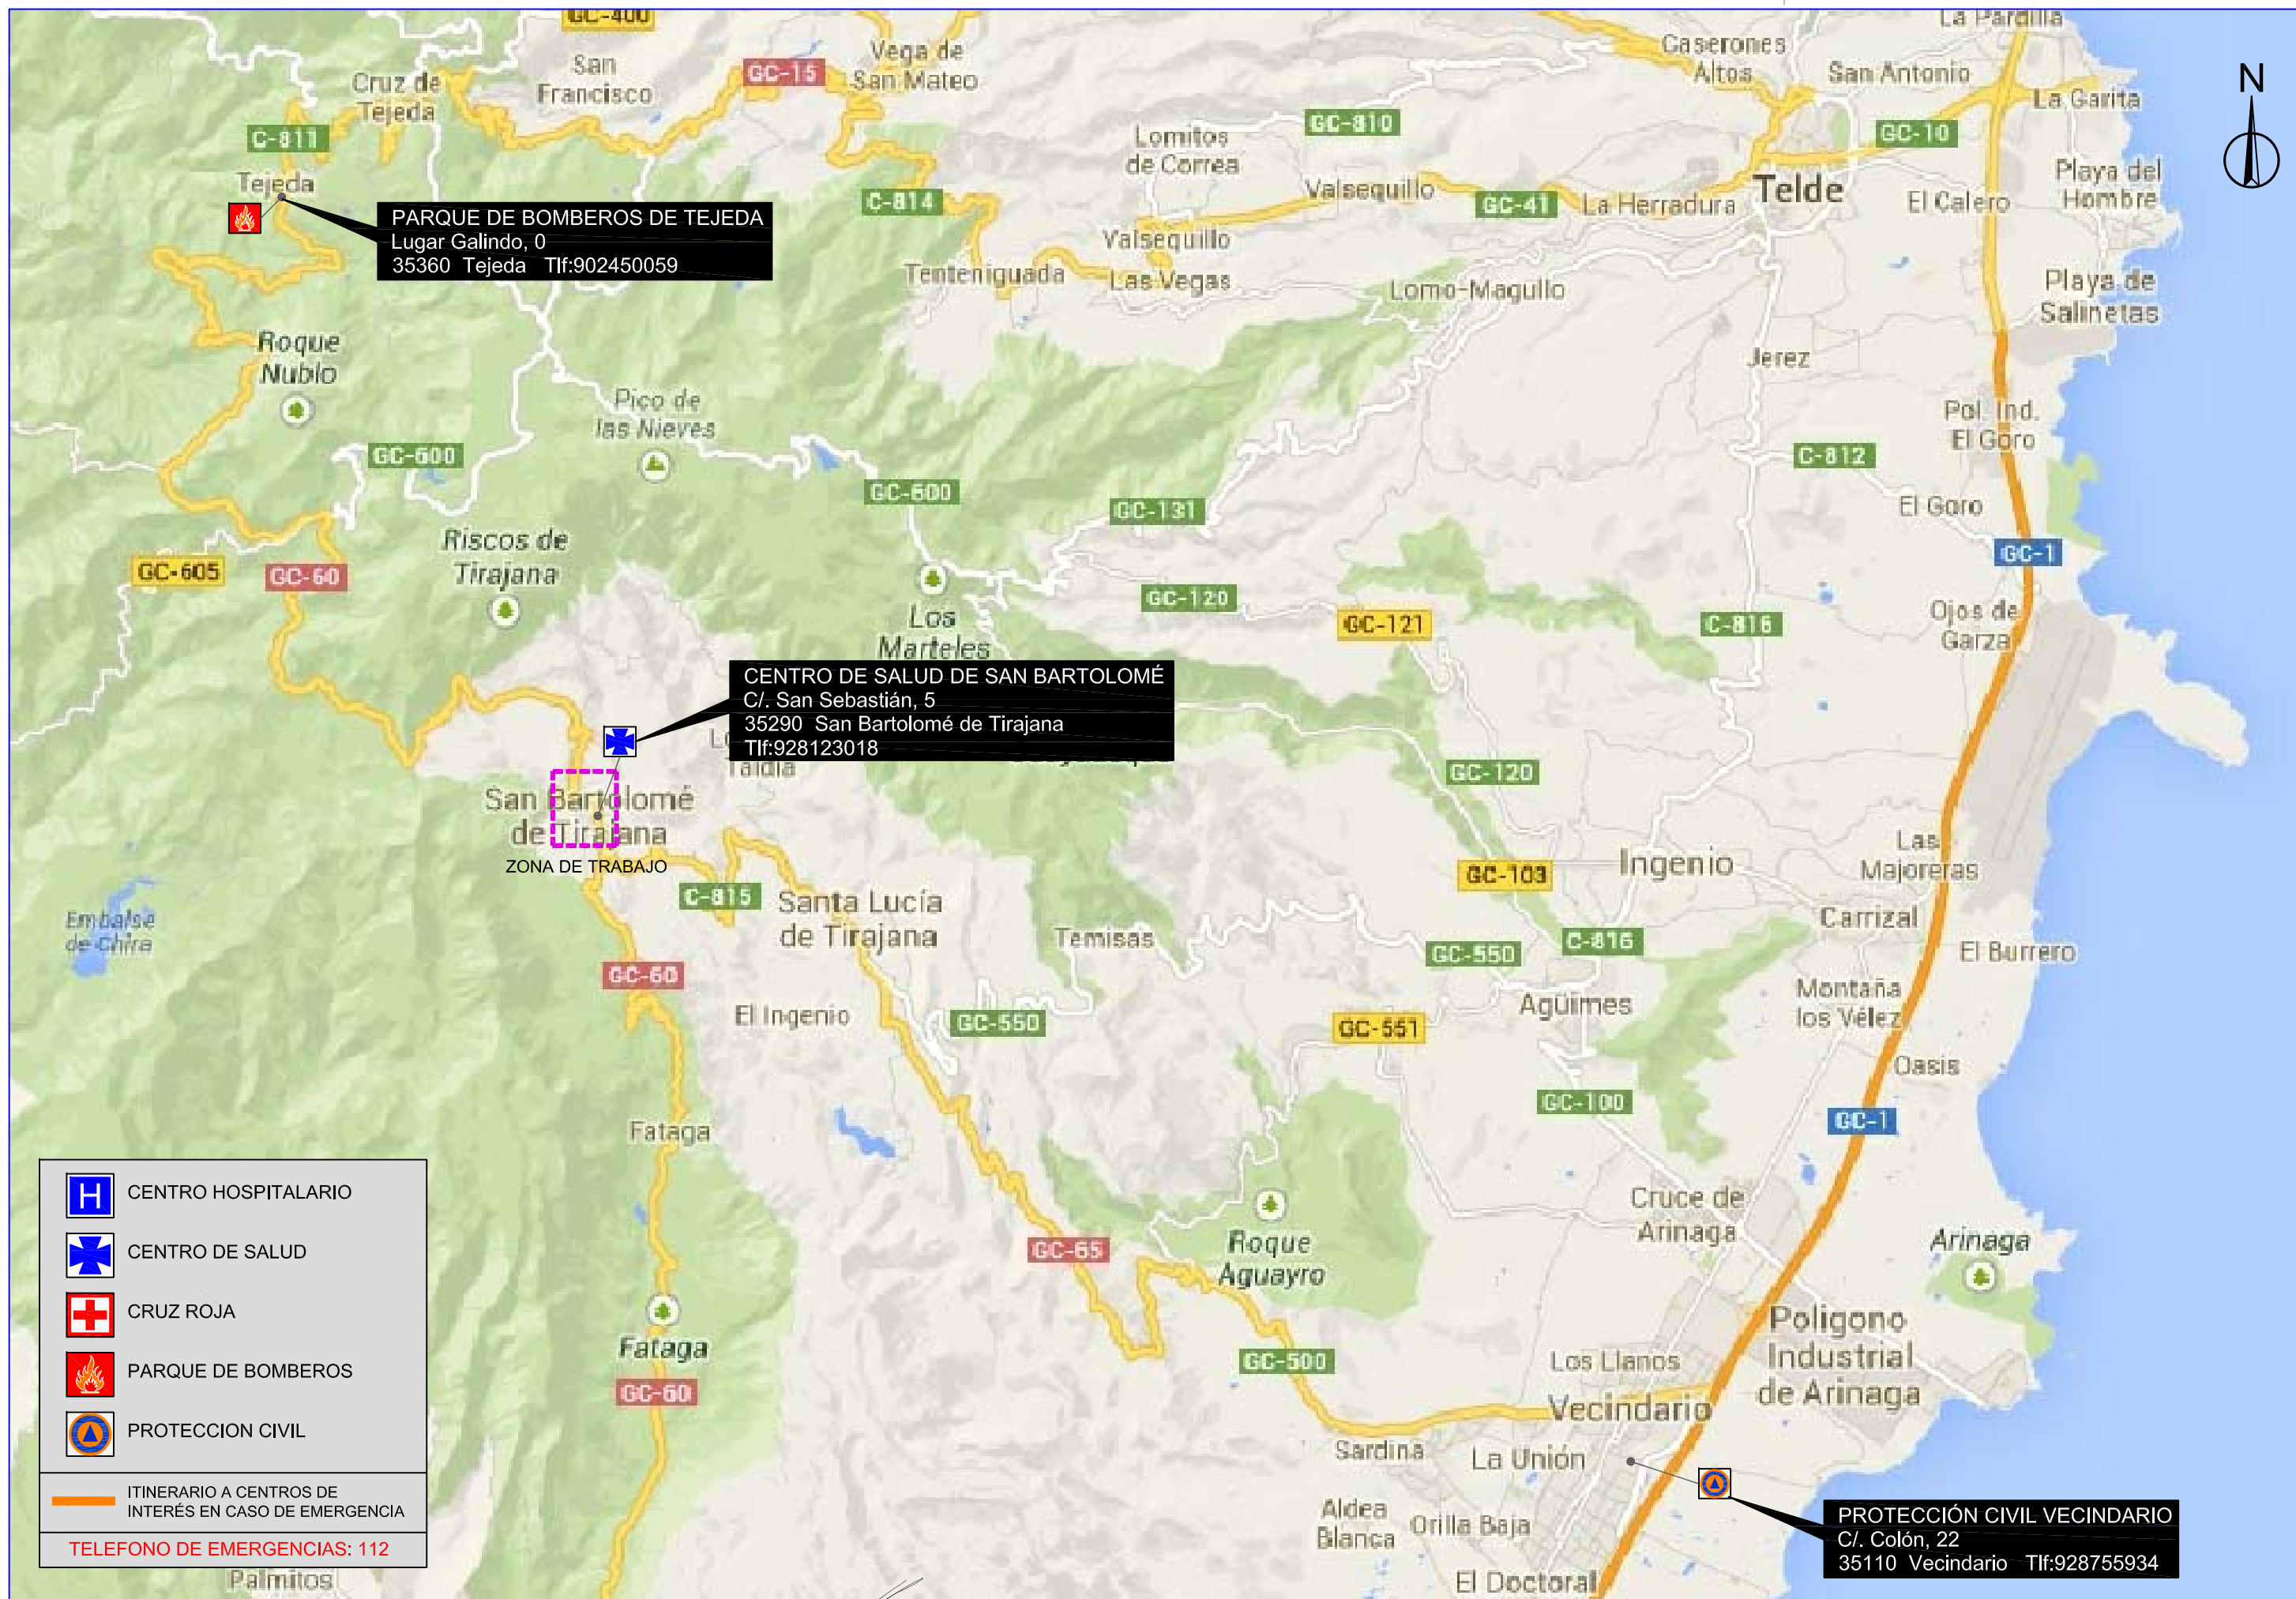 GC-400
La Pardilla
Vega de
San Mateo
San
Francisco
GC-15
Caserones
Altos
San Antonio
N
Cruz de
Tejeda
La Garita
C-811
GC-810
GC-10
Lomitos
de Correa
Tejeda
Valsequillo
C-814
GC-41
La Herradura
Telde
El Calero
Playa del
Hombre
PARQUE DE BOMBEROS DE TEJEDA
Lugar Galindo, 0
35360 Tejeda Tlf:902450059
Valsequillo
Tenteniguada
Las Vegas
Lomo-Magullo
Playa de
Salinetas
Roque
Nublo
Jerez
Pico de
las Nieves
Pol. Ind.
El Goro
GC-600
C-812
GC-600
GC-131
El Goro
Riscos de
Tirajana
GC-1
GC-605
GC-60
GC-120
Los
Marteles
GC-121
C-816
Ojos de
Garza
CENTRO DE SALUD DE SAN BARTOLOMÉ
C/. San Sebastián, 5
35290 San Bartolomé de Tirajana
Tlf:928123018
Taidía
GC-120
San Bartolomé
de Tirajana
ZONA DE TRABAJO
Las
Majoreras
GC-103
Ingenio
C-815
Santa Lucía
de Tirajana
Embalse
de Chira
Temisas
Carrizal
GC-550
C-816
El Burrero
GC-60
El Ingenio
GC-550
GC-551
Agüimes
Montaña
los Vélez
Oasis
GC-100
GC-1
Fataga
CENTRO HOSPITALARIO
CENTRO DE SALUD
CRUZ ROJA
PARQUE DE BOMBEROS
PROTECCION CIVIL
ITINERARIO A CENTROS DE
INTERÉS EN CASO DE EMERGENCIA
TELEFONO DE EMERGENCIAS: 112
H
Cruce de
Arinaga
GC-65
Roque
Aguayro
Arinaga
Fataga
GC-60
GC-500
Los Llanos
Poligono
Industrial
de Arinaga
Vecindario
Sardina
La Unión
Aldea
Blanca
Orilla Baja
PROTECCIÓN CIVIL VECINDARIO
C/. Colón, 22
35110 Vecindario Tlf:928755934
El Doctoral
Palmitos